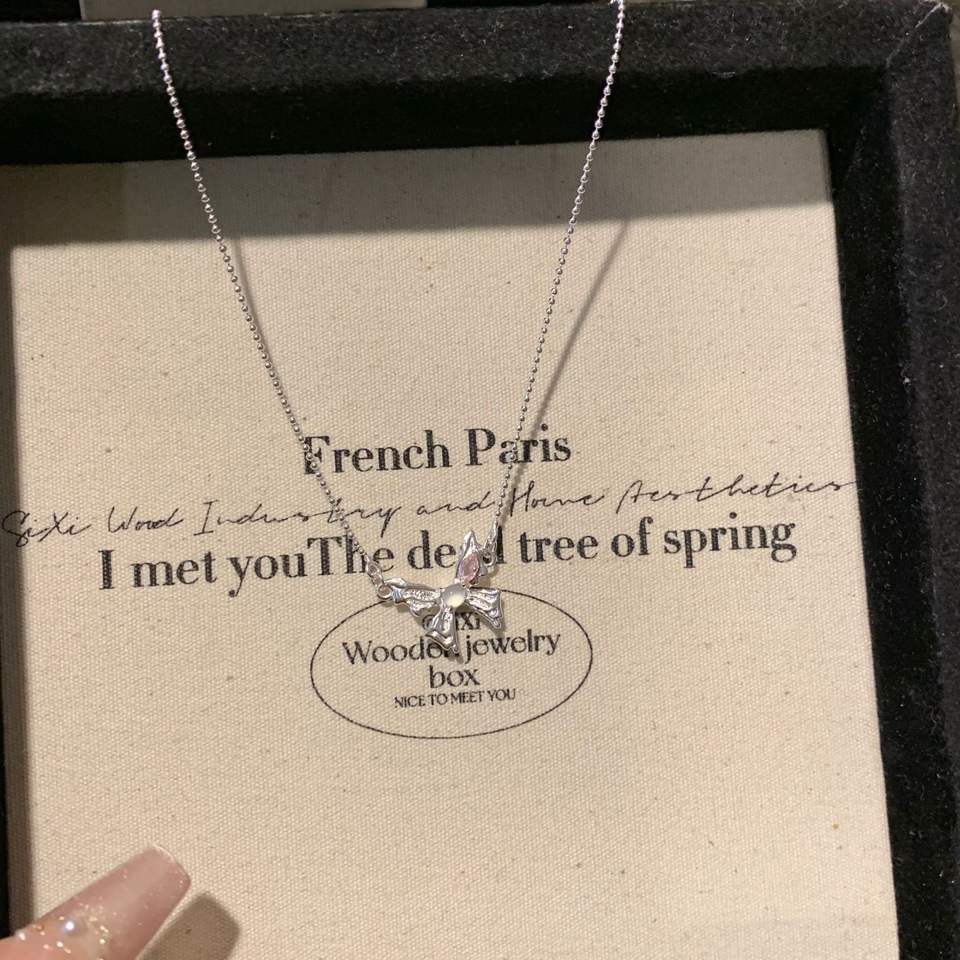 French Paris
SiXi Wood Industry and Home Aesthetics
I met youThe dead tree of spring
Wooden jewelry
box
NICE TO MEET YOU